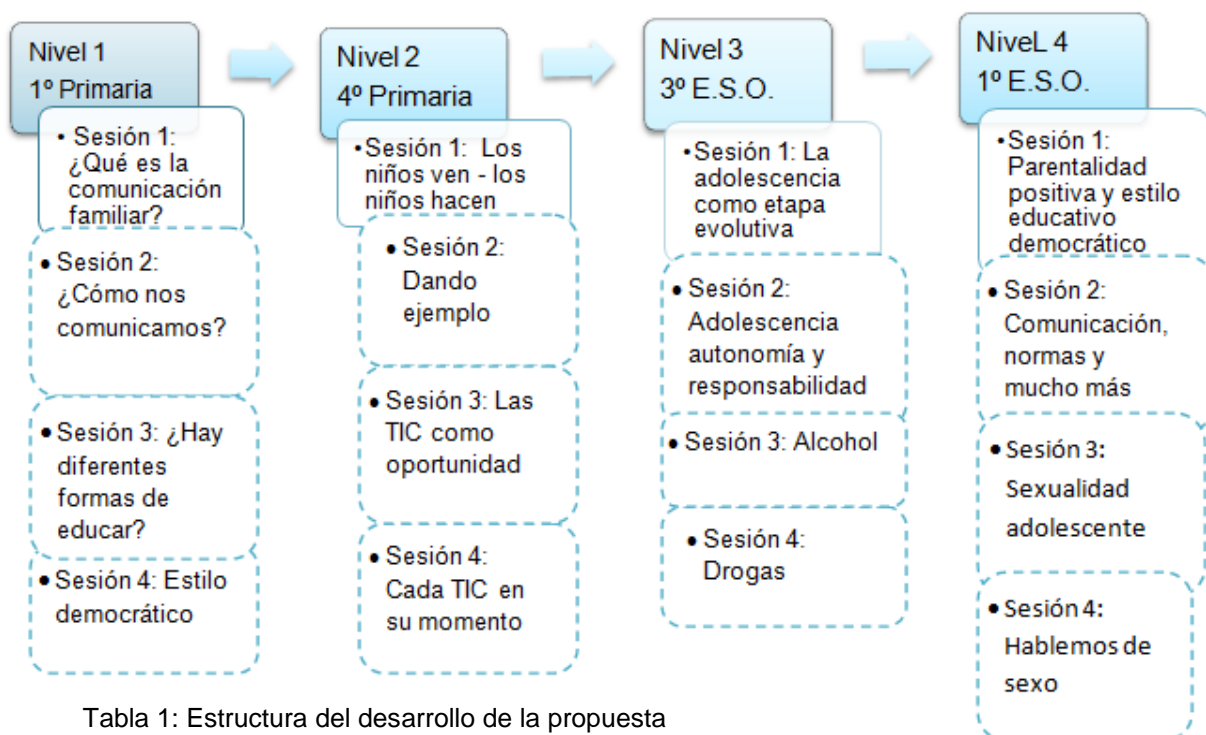 Nivel 1
1º Primaria
• Sesión 1:
¿Qué es la
comunicación
familiar?
• Sesión 2:
¿Cómo nos
comunicamos?
• Sesión 3: ¿Hay
diferentes
formas de
educar?
• Sesión 4: Estilo
democrático
Nivel 2
4º Primaria
•Sesión 1: Los
niños ven - los
niños hacen
• Sesión 2:
Dando
ejemplo
• Sesión 3: Las
TIC como
oportunidad
• Sesión 4:
Cada TIC en
su momento
Nivel 3
3º E.S.O.
•Sesión 1: La
adolescencia
como etapa
evolutiva
• Sesión 2:
Adolescencia
autonomía y
responsabilidad
• Sesión 3: Alcohol
• Sesión 4:
Drogas
NiveL 4
1º E.S.O.
•Sesión 1:
Parentalidad
positiva y estilo
educativo
democrático
• Sesión 2:
Comunicación,
normas y
mucho más
• Sesión 3:
Sexualidad
adolescente
• Sesión 4:
Hablemos de
sexo
Tabla 1: Estructura del desarrollo de la propuesta